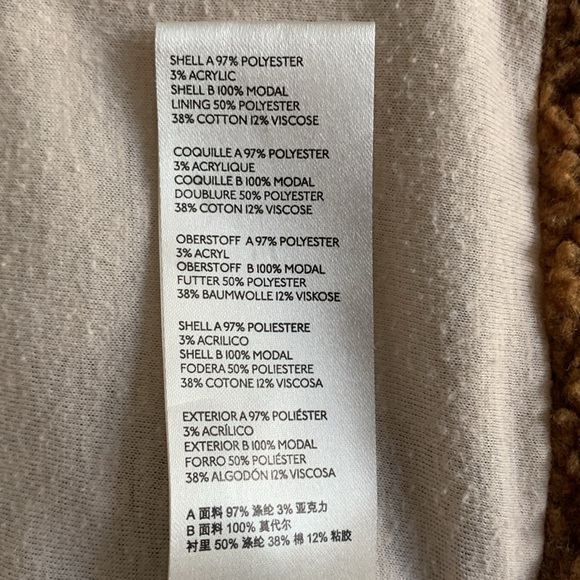 SHELL A 97% POLYESTER
3% ACRYLIC
SHELL B 100% MODAL
LINING 50% POLYESTER
38% COTTON 12% VISCOSE
COQUILLE A 97% POLYESTER
3% ACRYLIQUE
COQUILLE B 100% MODAL
DOUBLURE 50% POLYESTER
38% COTON 12% VISCOSE
OBERSTOFF A 97% POLYESTER
3% ACRYL
OBERSTOFF B 100% MODAL
FUTTER 50% POLYESTER
38% BAUMWOLLE 12% VISKOSE
SHELL A 97% POLIESTERE
3% ACRILICO
SHELL B 100% MODAL
FODERA 50% POLIESTERE
38% COTONE 12% VISCOSA
EXTERIOR A 97% POLIÉSTER
3% ACRÍLICO
EXTERIOR B 100% MODAL
FORRO 50% POLIÉSTER
38% ALGODÓN 12% VISCOSA
A 面料 97% 涤纶 3% 亚克力
B 面料 100% 莫代尔
衬里 50% 涤纶 38% 棉 12% 粘胶